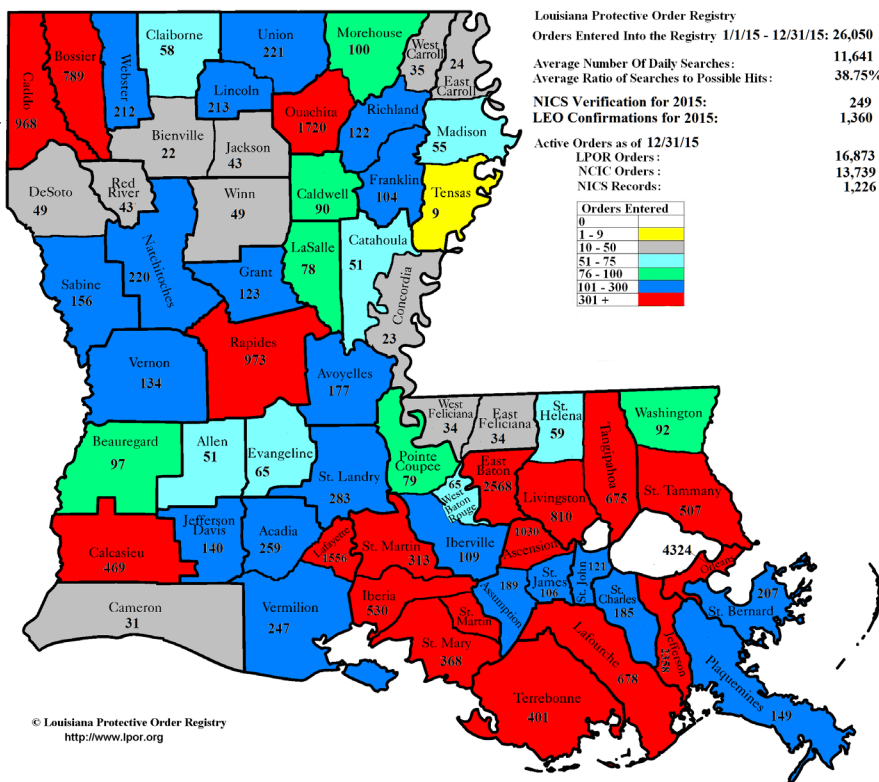 Louisiana Protective Order Registry
Orders Entered Into the Registry 1/1/15 - 12/31/15: 26,050
Average Number Of Daily Searches: 11,641
Average Ratio of Searches to Possible Hits: 38.75%
NICS Verification for 2015: 249
LEO Confirmations for 2015: 1,360
Active Orders as of 12/31/15
LPOR Orders : 16,873
NCIC Orders : 13,739
NICS Records: 1,226
Orders Entered
0
1 - 9
10 - 50
51 - 75
76 - 100
101 - 300
301 +
Caddo
968
Bossier
789
Webster
212
Claiborne
58
Union
221
Lincoln
213
Morehouse
100
West
Carroll
35
24
East
Carroll
Ouachita
1720
Richland
122
Madison
55
Bienville
22
Jackson
43
DeSoto
49
Red
River
43
Winn
49
Caldwell
90
Franklin
104
Tensas
9
Natchitoches
220
Sabine
156
Grant
123
LaSalle
78
Catahoula
51
Concordia
23
Vernon
134
Rapides
973
Avoyelles
177
West
Feliciana
34
East
Feliciana
34
St.
Helena
59
Tangipahoa
675
Washington
92
Beauregard
97
Allen
51
Evangeline
65
St. Landry
283
Pointe
Coupee
79
65
West
Baton
Rouge
East
Baton
2568
Livingston
810
St. Tammany
507
Calcasieu
469
Jefferson
Davis
140
Acadia
259
Lafayette
1556
St. Martin
313
Iberville
109
1030
Ascension
4324
Orleans
Cameron
31
Vermilion
247
Iberia
530
St.
Martin
St. Mary
368
189
Assumption
St.
James
106
St. John
121
St.
Charles
185
207
St. Bernard
Jefferson
2358
Lafourche
678
Terrebonne
401
Plaquemines
149
© Louisiana Protective Order Registry
http://www.lpor.org